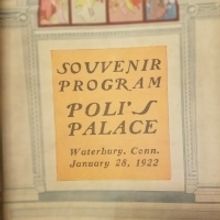 SOUVENIR
PROGRAM
POLI'S
PALACE
Waterbury, Conn.
January 28, 1922